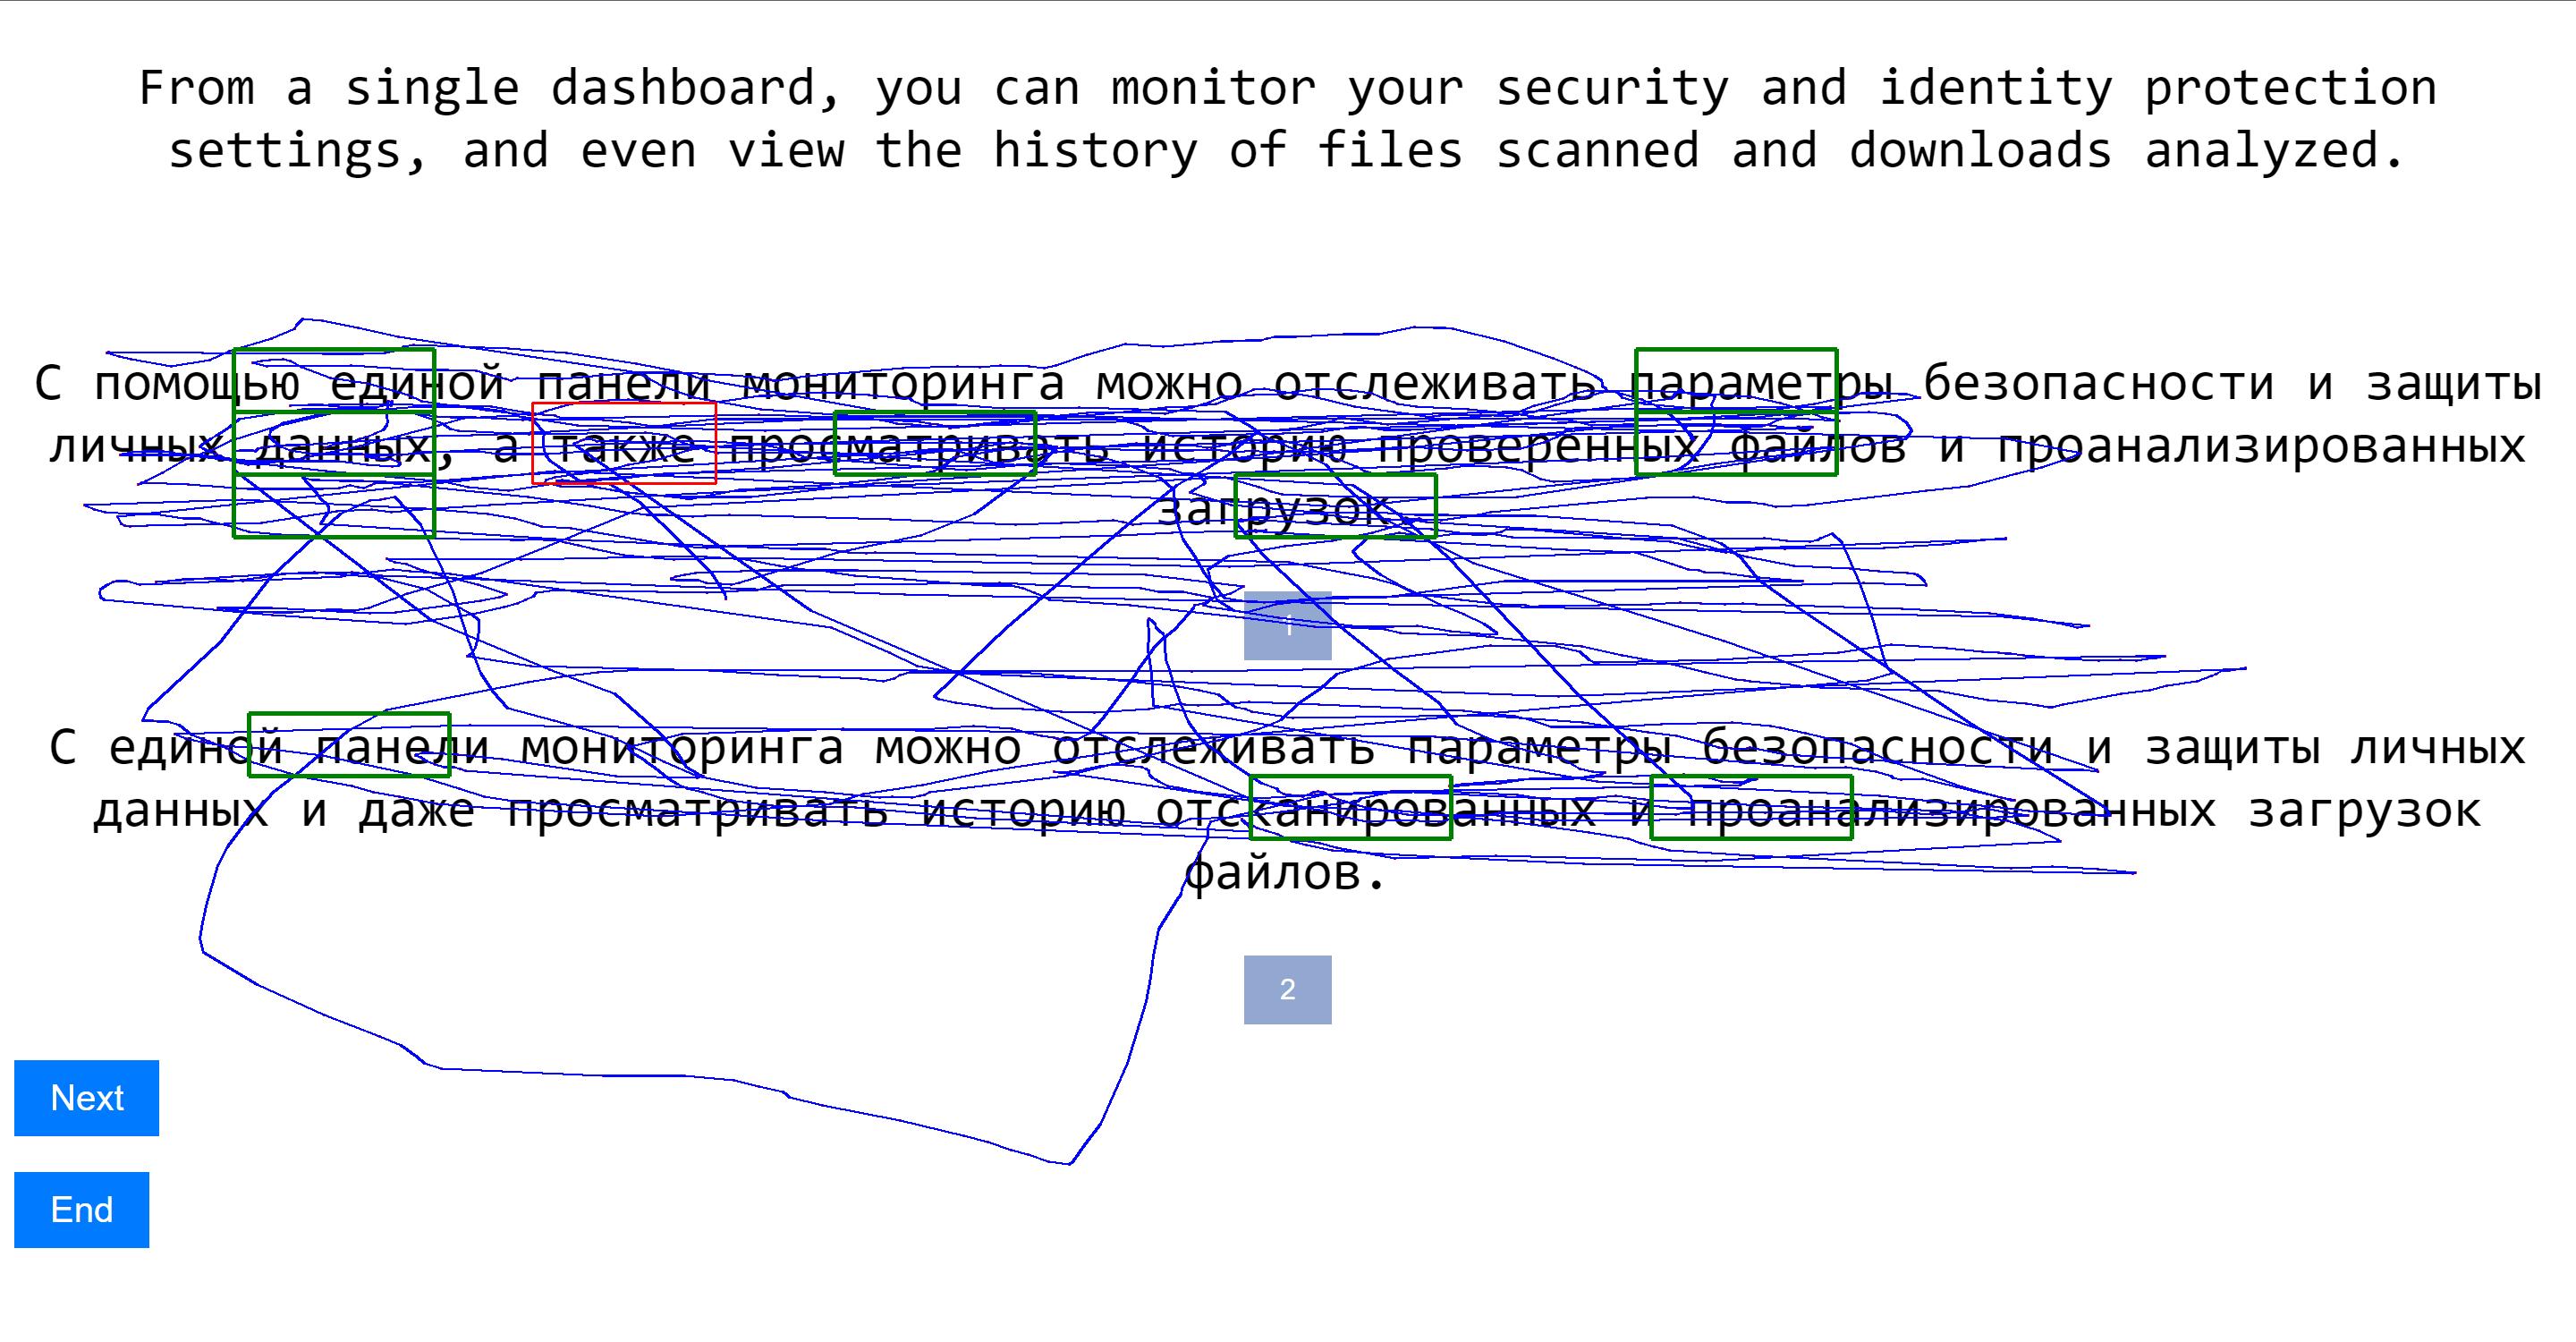 From a single dashboard, you can monitor your security and identity protection
settings, and even view the history of files scanned and downloads analyzed.
С помощью единой панели мониторинга можно отслеживать параметры безопасности и защиты
личных данных, а также просматривать историю проверенных файлов и проанализированных
загрузок.
1
С единой панели мониторинга можно отслеживать параметры безопасности и защиты личных
данных и даже просматривать историю отсканированных и проанализированных загрузок
файлов.
2
Next
End